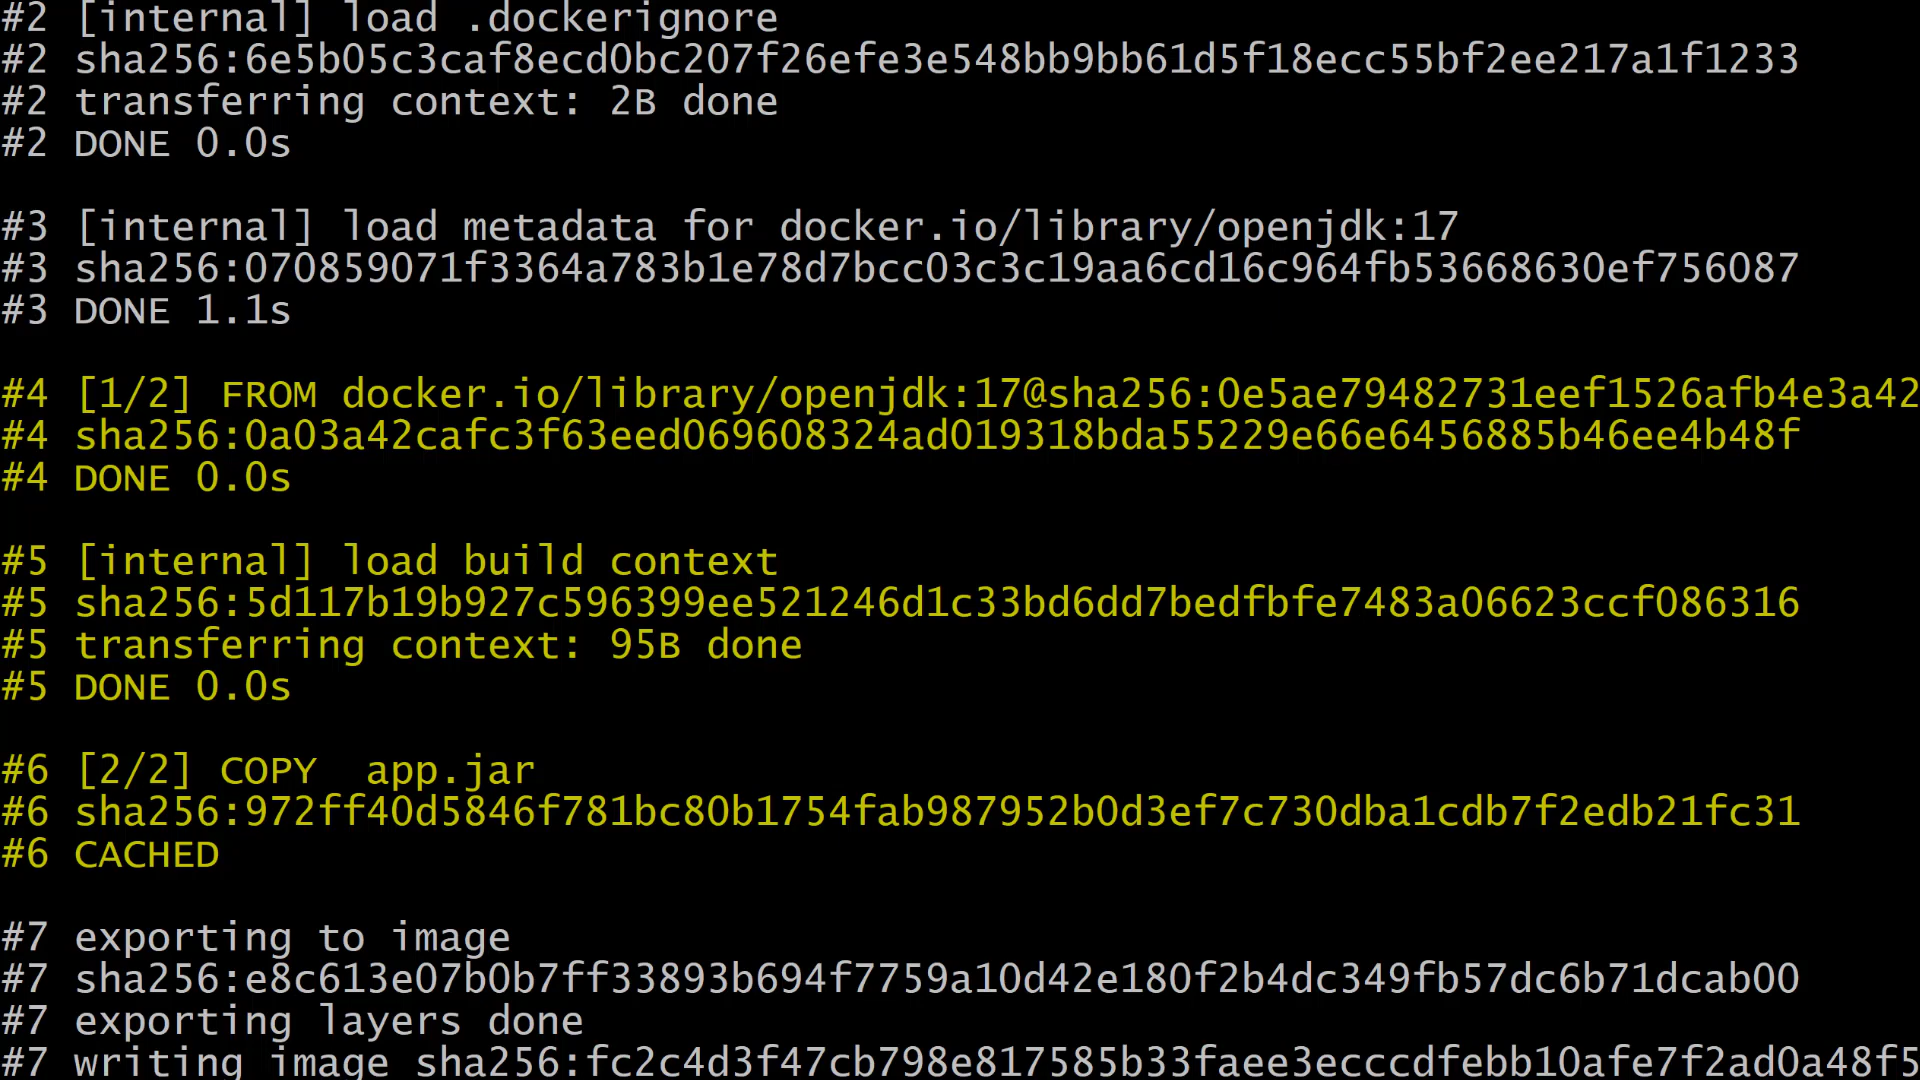 #2 [internal] load .dockerignore
#2 sha256:6e5b05c3caf8ecd0bc207f26efe3e548bb9bb61d5f18ecc55bf2ee217a1f1233
#2 transferring context: 2B done
#2 DONE 0.0s
#3 [internal] load metadata for docker.io/library/openjdk:17
#3 sha256:070859071f3364a783b1e78d7bcc03c3c19aa6cd16c964fb53668630ef756087
#3 DONE 1.1s
#4 [1/2] FROM docker.io/library/openjdk:17@sha256:0e5ae79482731eef1526afb4e3a42
#4 sha256:0a03a42cafc3f63eed069608324ad019318bda55229e66e6456885b46ee4b48f
#4 DONE 0.0s
#5 [internal] load build context
#5 sha256:5d117b19b927c596399ee521246d1c33bd6dd7bedfbfe7483a06623ccf086316
#5 transferring context: 95B done
#5 DONE 0.0s
#6 [2/2] COPY  app.jar
#6 sha256:972ff40d5846f781bc80b1754fab987952b0d3ef7c730dba1cdb7f2edb21fc31
#6 CACHED
#7 exporting to image
#7 sha256:e8c613e07b0b7ff33893b694f7759a10d42e180f2b4dc349fb57dc6b71dcab00
#7 exporting layers done
#7 writing image sha256:fc2c4d3f47cb798e817585b33faee3ecccdfebb10afe7f2ad0a48f5